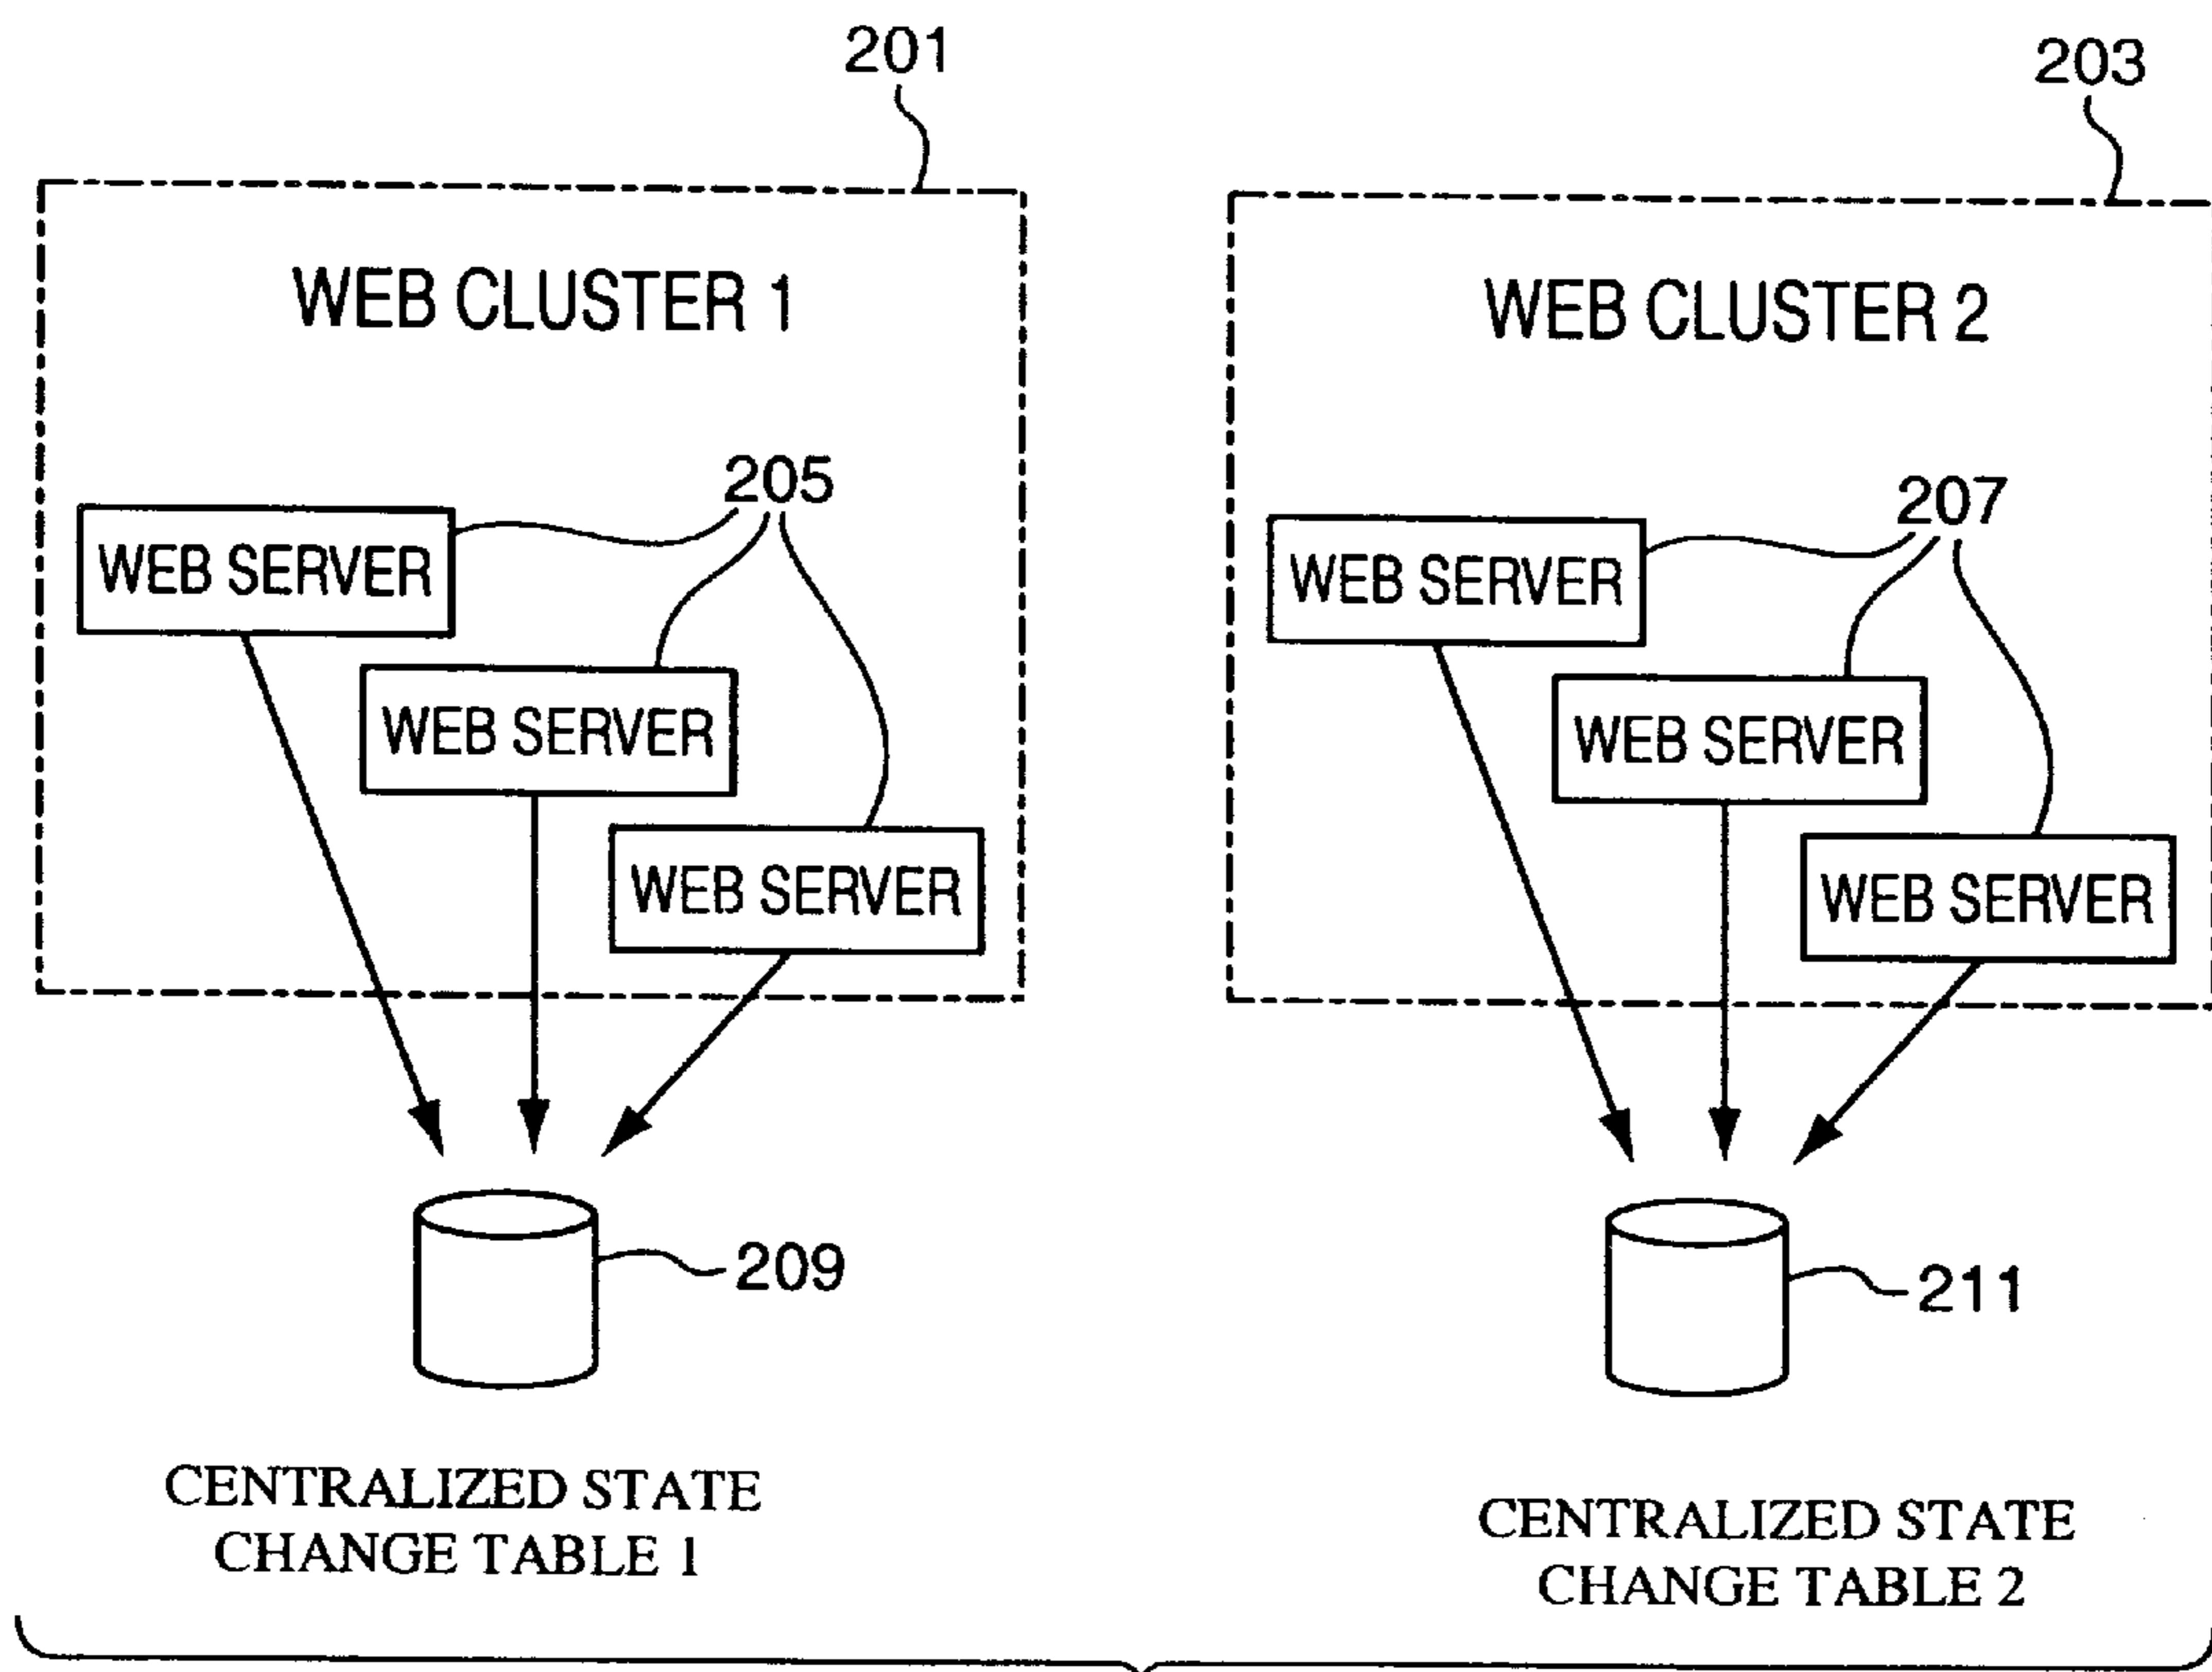 201
203
WEB CLUSTER 1
WEB CLUSTER 2
205
207
WEB SERVER
WEB SERVER
WEB SERVER
WEB SERVER
WEB SERVER
WEB SERVER
209
211
CENTRALIZED STATE
CHANGE TABLE 1
CENTRALIZED STATE
CHANGE TABLE 2